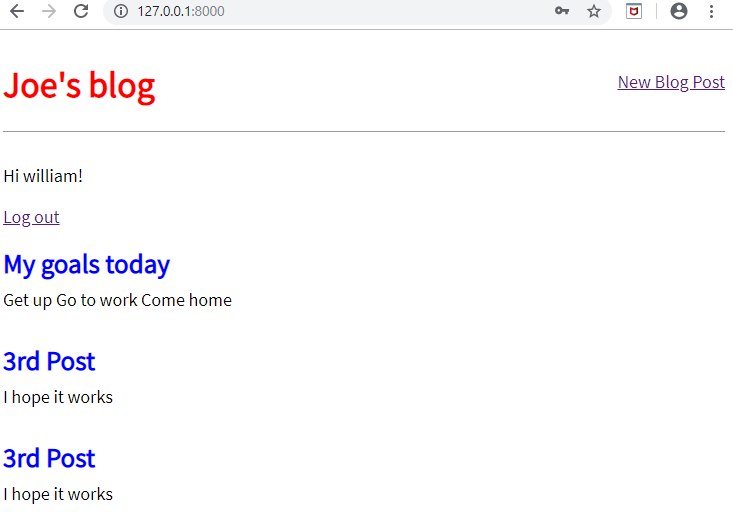 127.0.0.1:8000
Joe's blog
New Blog Post
Hi william!
Log out
My goals today
Get up Go to work Come home
3rd Post
I hope it works
3rd Post
I hope it works